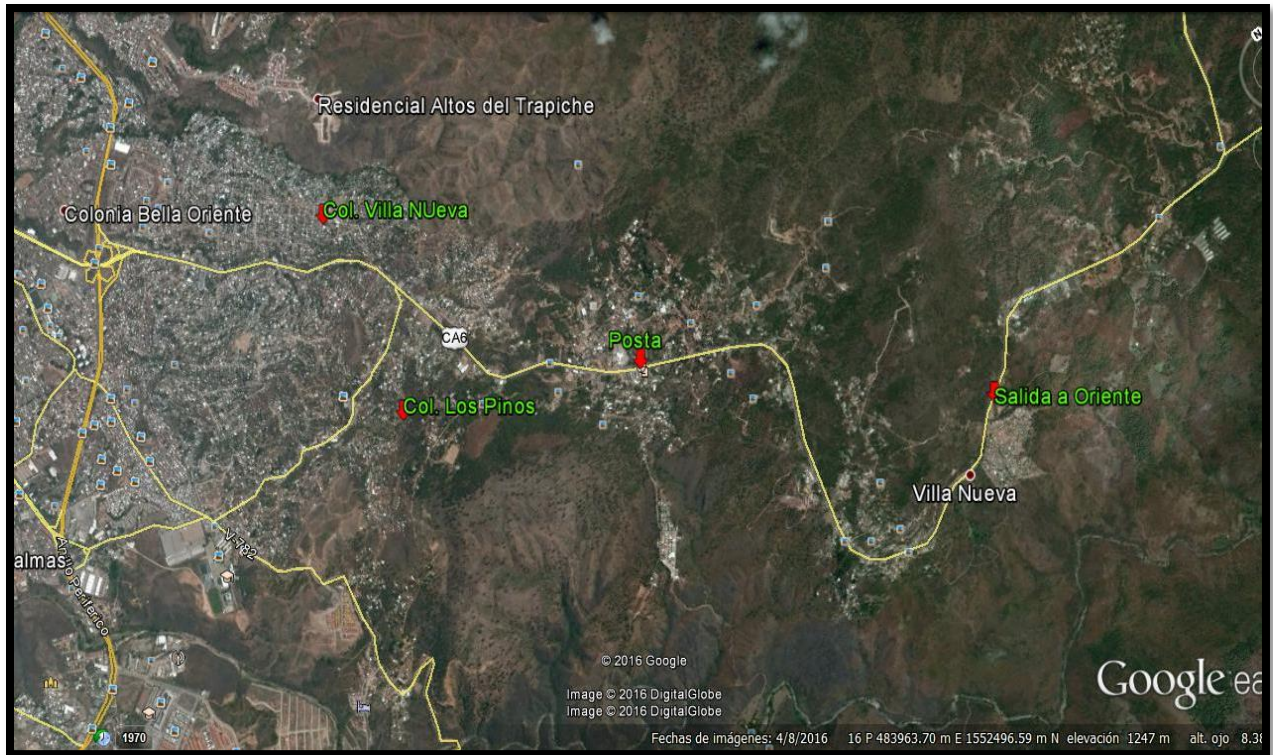 Residencial Altos del Trapiche
Colonia Bella Oriente
Col. Villa NUeva
CA6
Posta
Col. Los Pinos
Salida a Oriente
Villa Nueva
V-782
almas
Anillo Periferico
© 2016 Google
Image © 2016 DigitalGlobe
Image © 2016 DigitalGlobe
Google ea
1970
Fechas de imágenes: 4/8/2016 16 P 483963.70 m E 1552496.59 m N elevación 1247 m alt. ojo 8.38